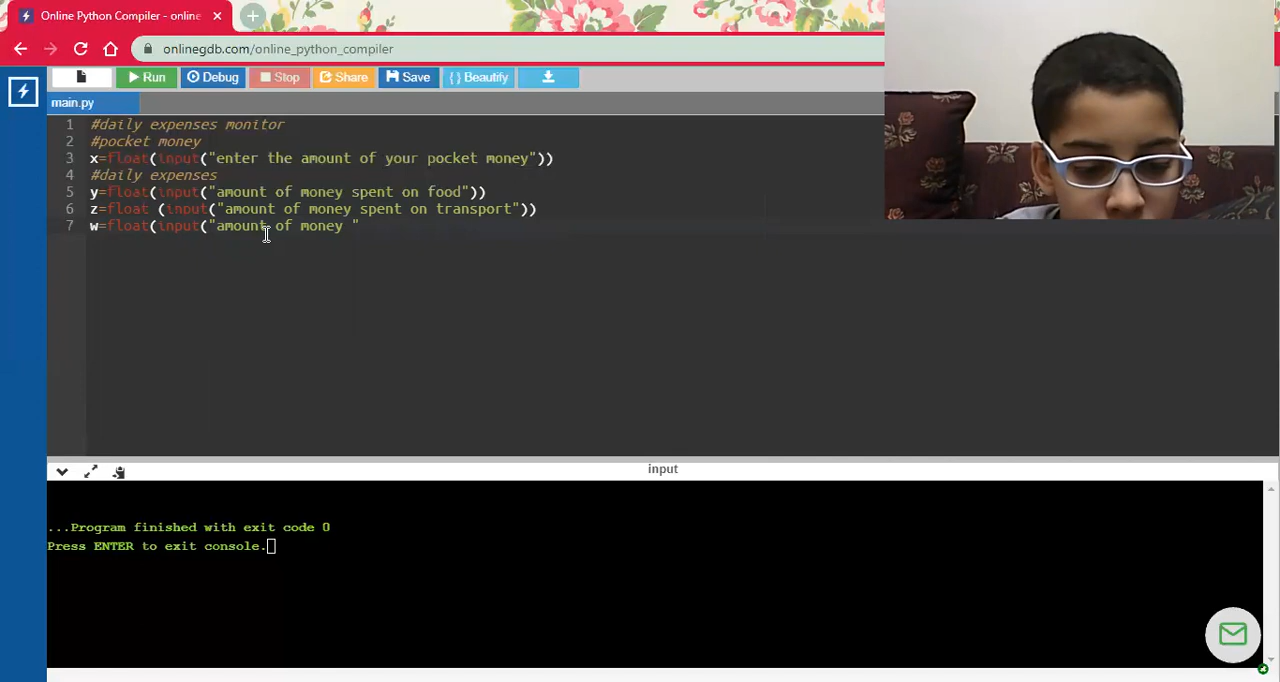 Online Python Compiler - online
onlinegdb.com/online_python_compiler
Run Debug Stop Share Save { } Beautify
main.py
1 #daily expenses monitor
2 #pocket money
3 x=float(input("enter the amount of your pocket money"))
4 #daily expenses
5 y=float(input("amount of money spent on food"))
6 z=float (input("amount of money spent on transport"))
7 w=float(input("amount of money "
input
...Program finished with exit code 0
Press ENTER to exit console.